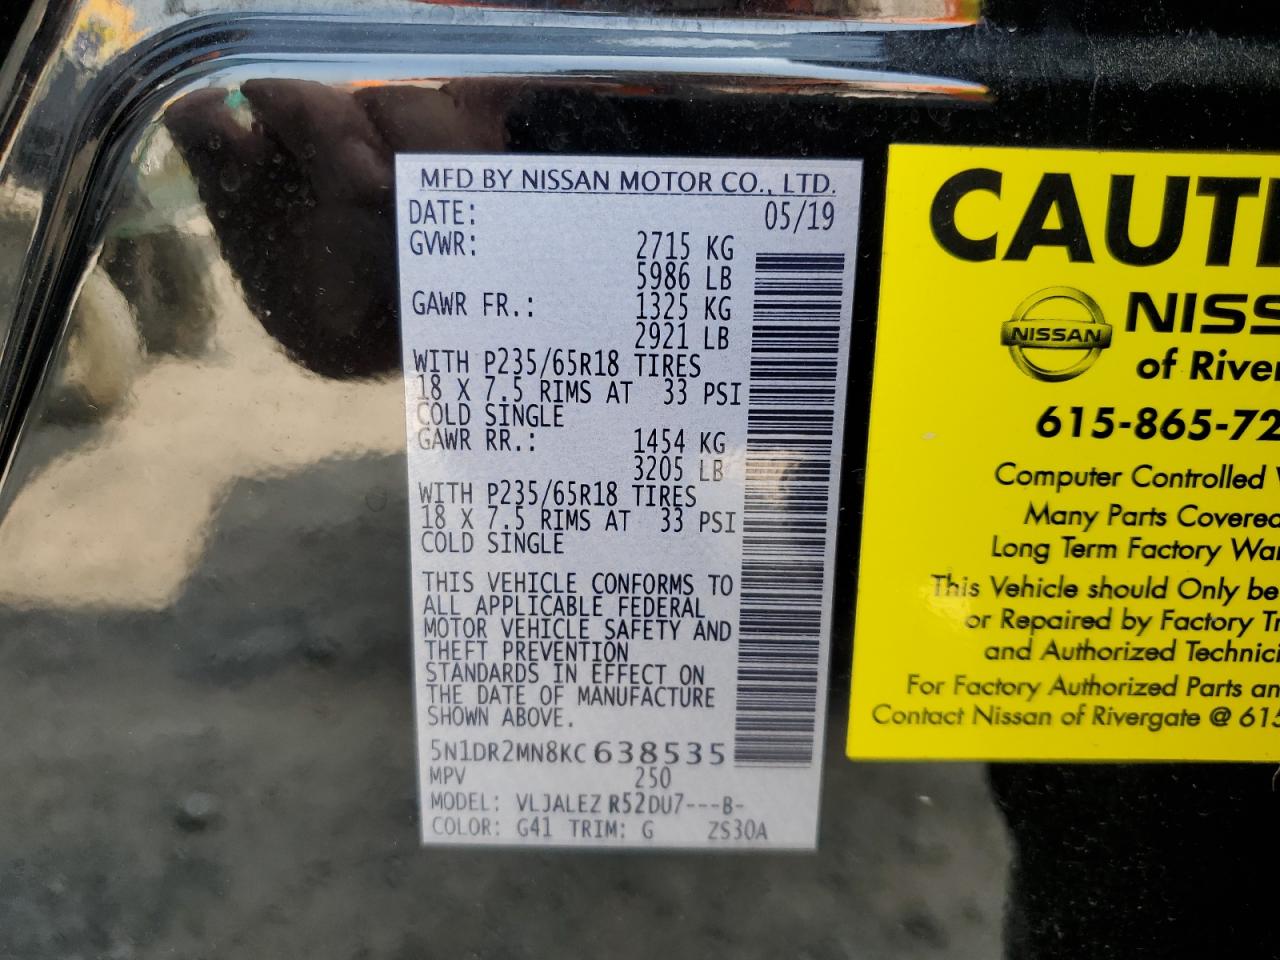 MFD BY NISSAN MOTOR CO., LTD.
DATE: 05/19
GVWR: 2715 KG
5986 LB
GAWR FR.: 1325 KG
2921 LB
WITH P235/65R18 TIRES
18 X 7.5 RIMS AT 33 PSI
COLD SINGLE
GAWR RR.: 1454 KG
3205 LB
WITH P235/65R18 TIRES
18 X 7.5 RIMS AT 33 PSI
COLD SINGLE
THIS VEHICLE CONFORMS TO
ALL APPLICABLE FEDERAL
MOTOR VEHICLE SAFETY AND
THEFT PREVENTION
STANDARDS IN EFFECT ON
THE DATE OF MANUFACTURE
SHOWN ABOVE.
5N1DR2MN8KC638535
MPV 250
MODEL: VLJALEZ R52DU7---B-
COLOR: G41 TRIM: G ZS30A
CAUTI
NISSAN
NISS
of River
615-865-72
Computer Controlled
Many Parts Covered
Long Term Factory War
This Vehicle should Only be
or Repaired by Factory Tr
and Authorized Technici
For Factory Authorized Parts an
Contact Nissan of Rivergate @ 615